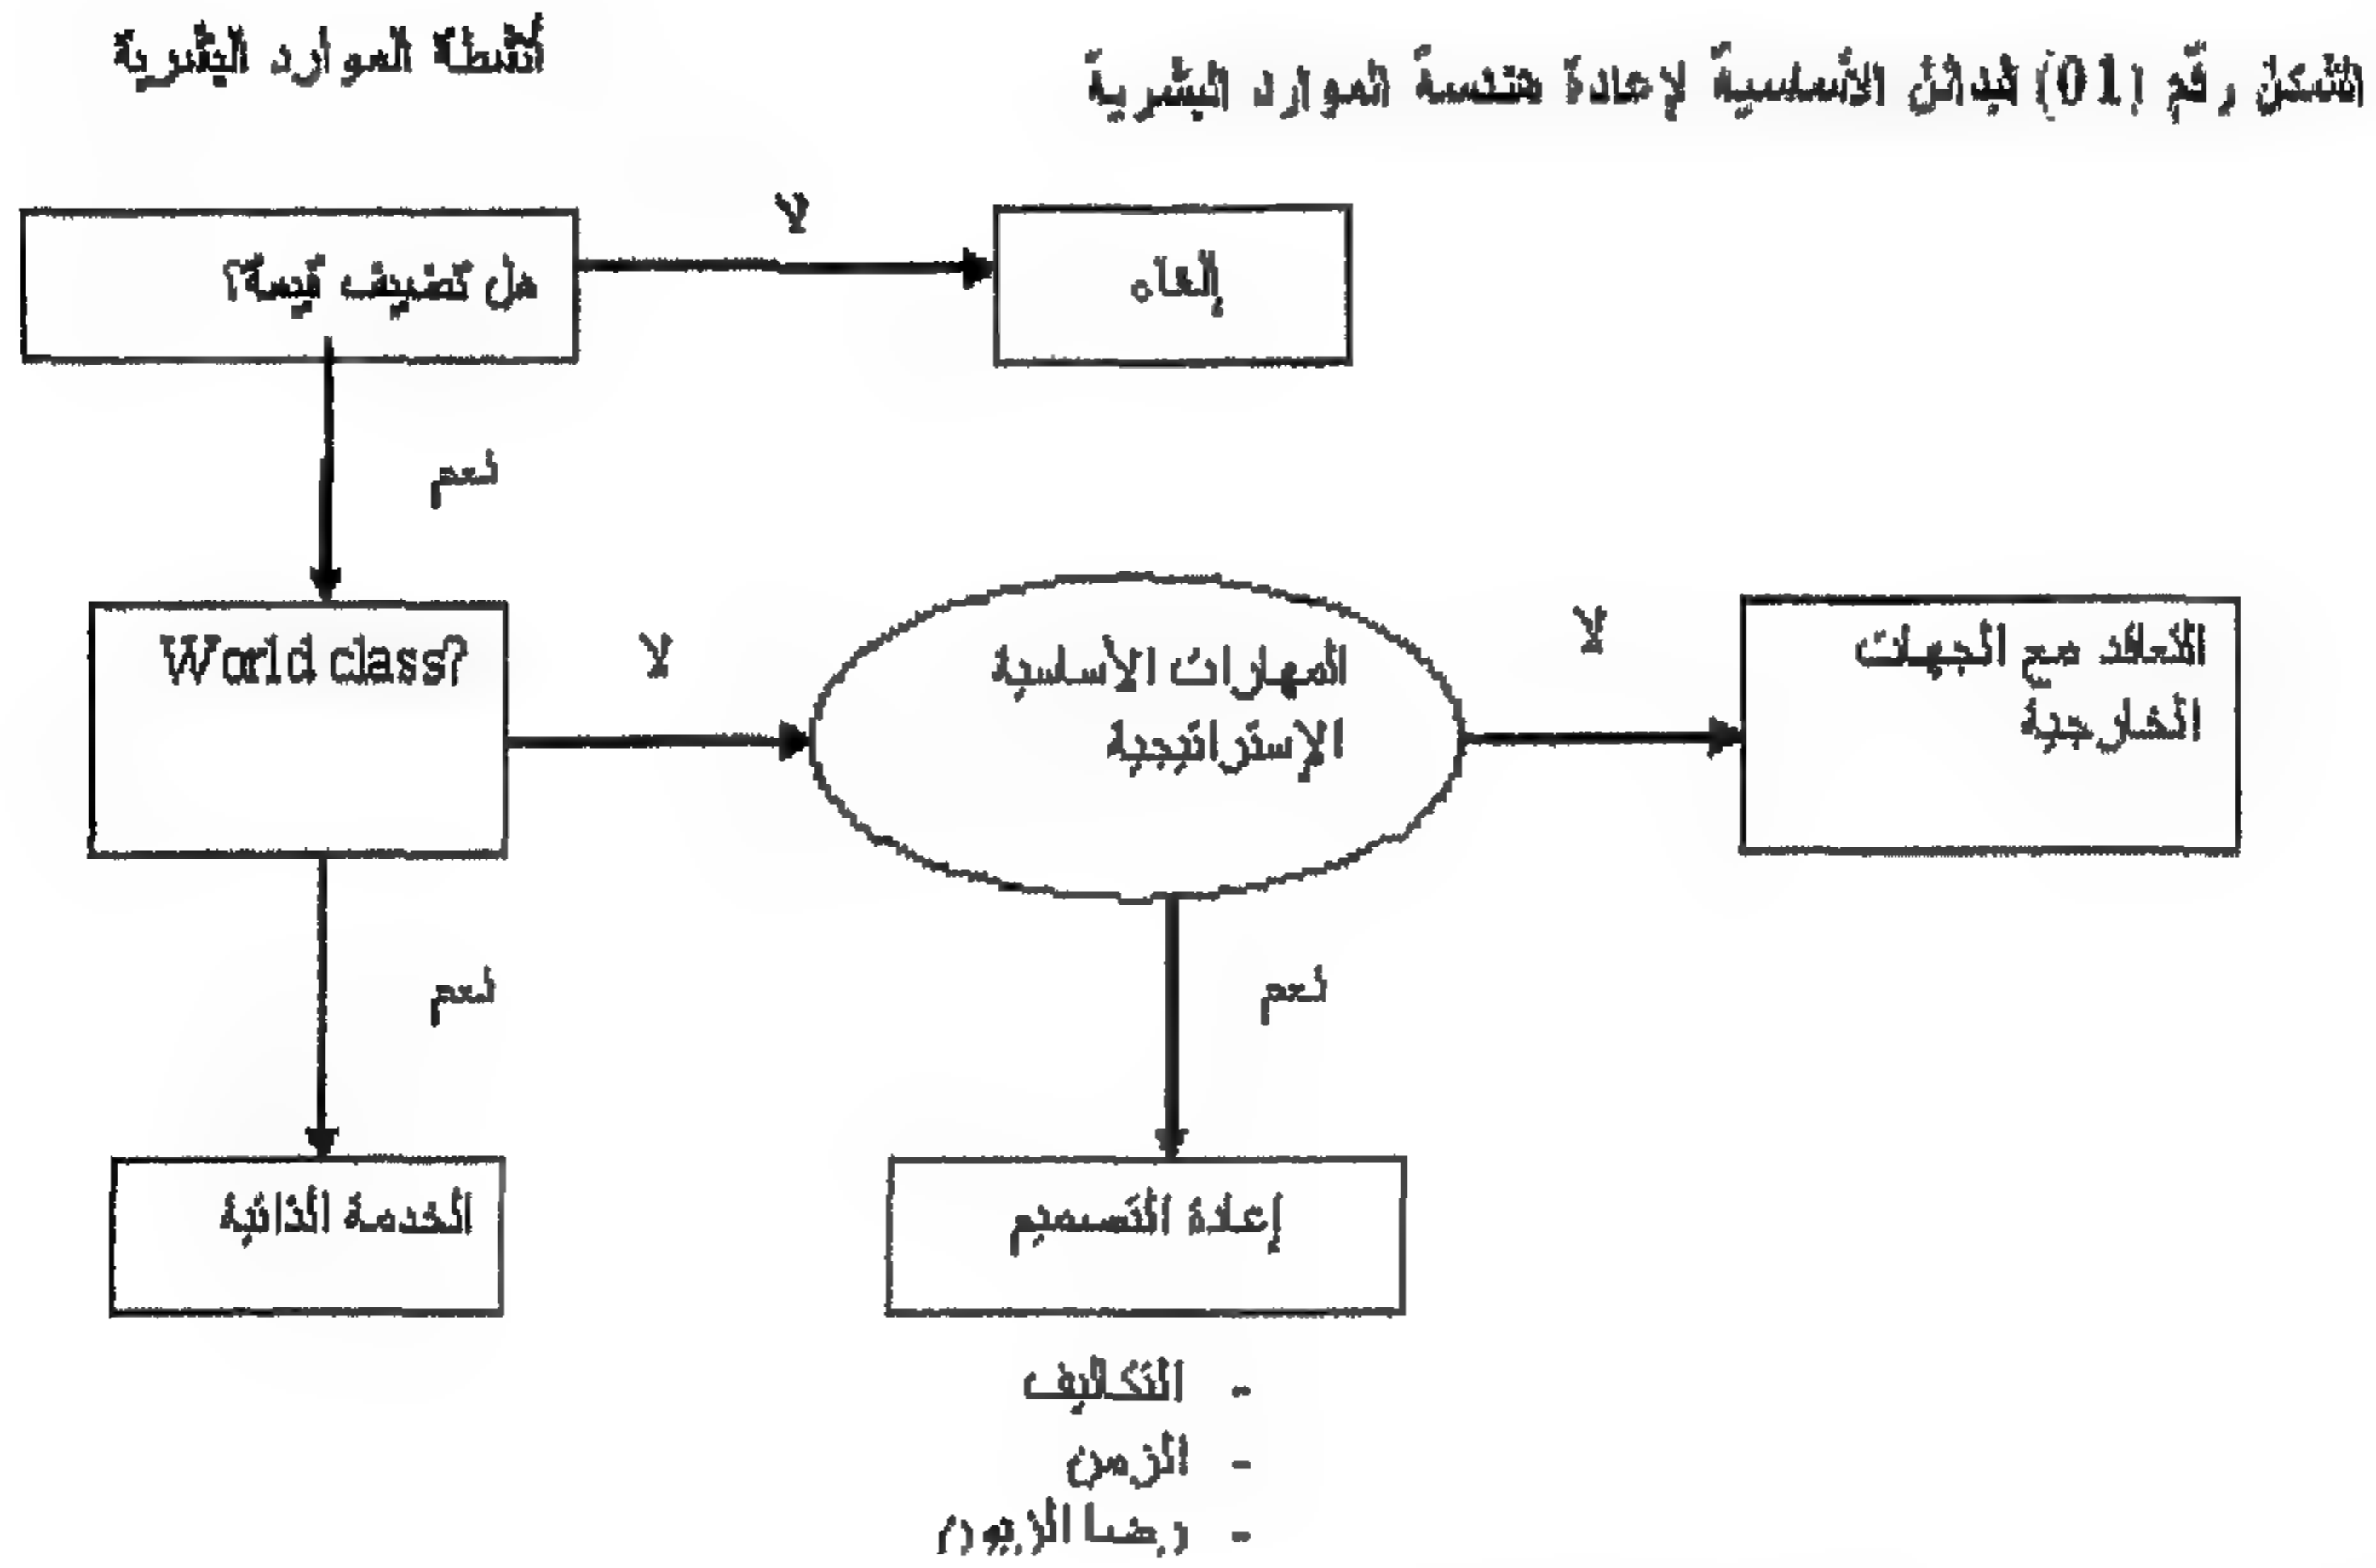 أنشطة الموارد البشرية
الشكل رقم (01) البدائل الأساسية لإعادة هندسة الموارد البشرية
هل تضيف قيمة؟
لا
إلغاء
نعم
World class?
لا
المهارات الأساسية
الإستراتيجية
لا
التعاقد مع الجهات
الخارجية
نعم
نعم
الخدمة الذاتية
إعادة التصميم
- التكاليف
- الزمن
- رضا الزبون